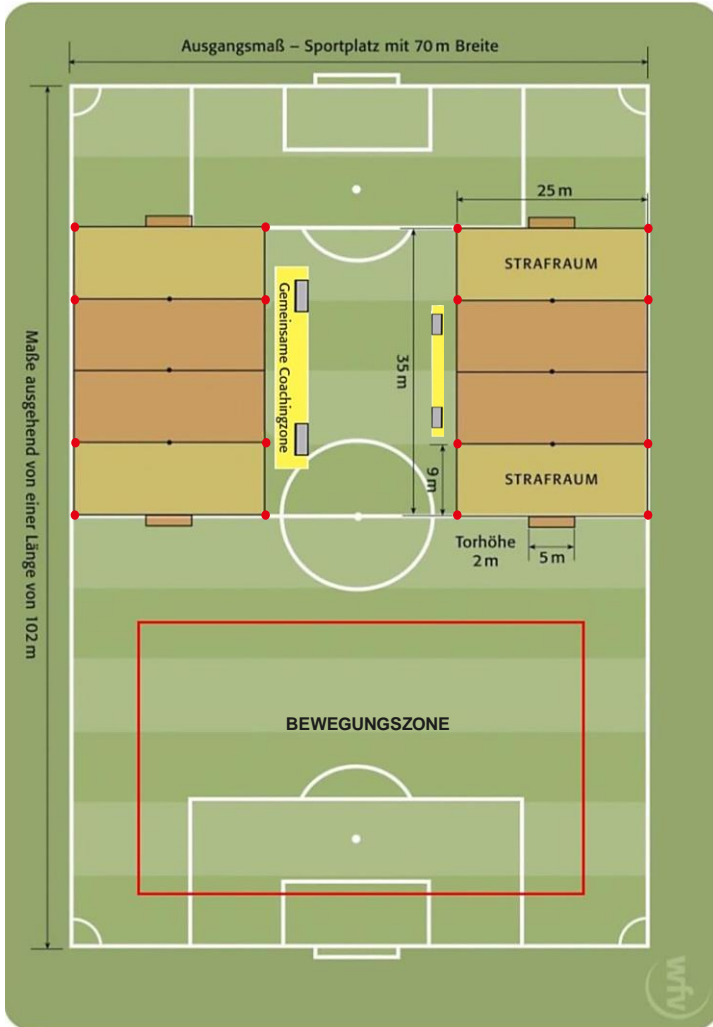 Ausgangsmaß – Sportplatz mit 70 m Breite
25 m
STRAFRAUM
Gemeinsame Coachingzone
35 m
Maße ausgehend von einer Länge von 102 m
9 m
STRAFRAUM
Torhöhe
2 m
5 m
BEWEGUNGSZONE
wfv